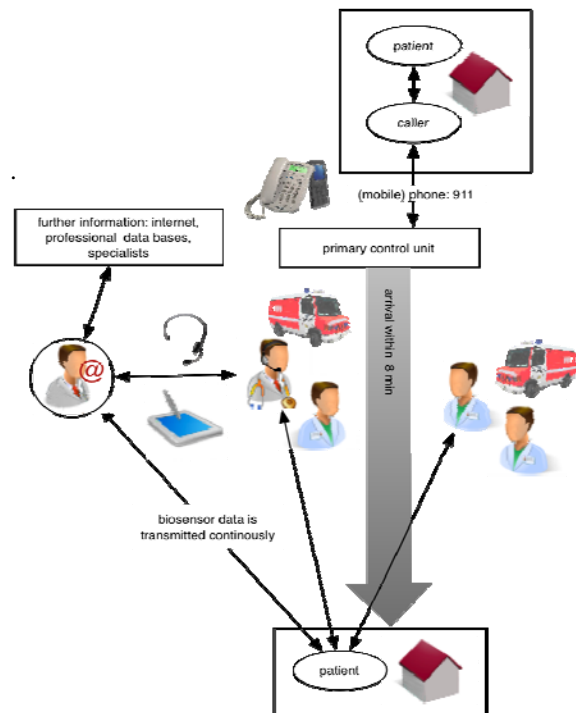 patient
caller
(mobile) phone: 911
further information: internet,
professional data bases,
specialists
primary control unit
arrival within 8 min
@
biosensor data is
transmitted continously
patient